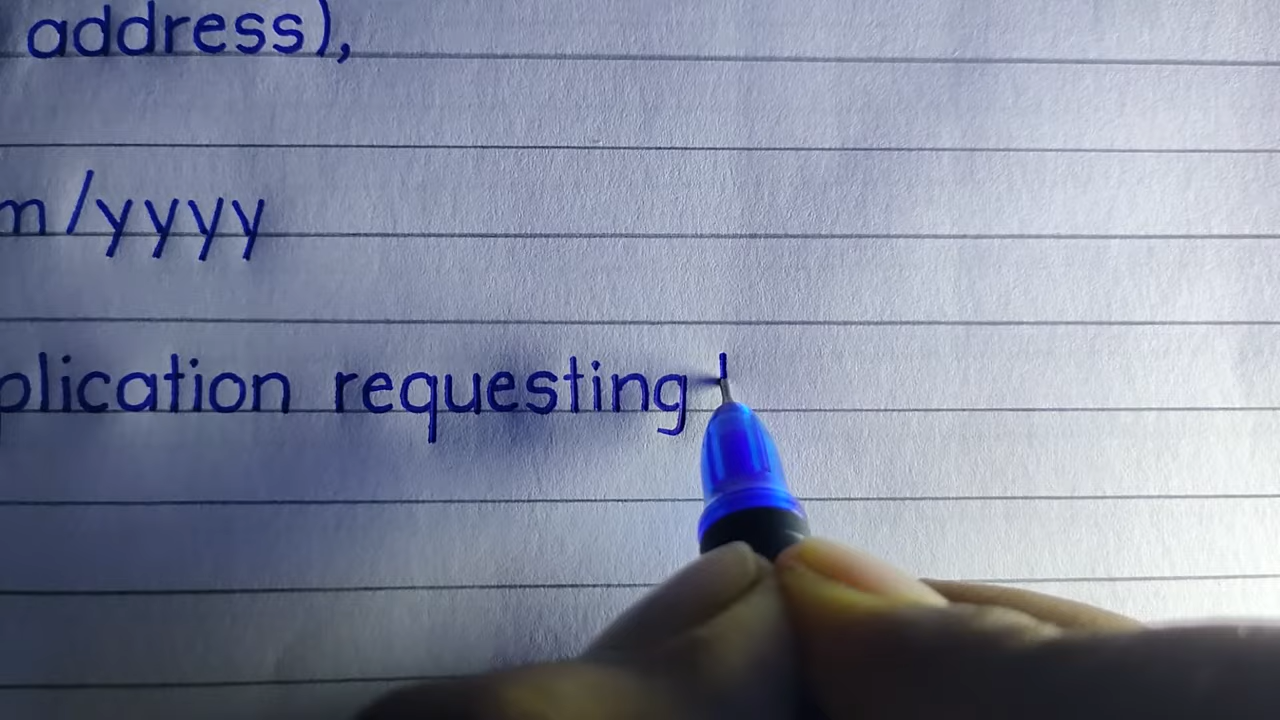 address),
m/yyyy
plication requesting